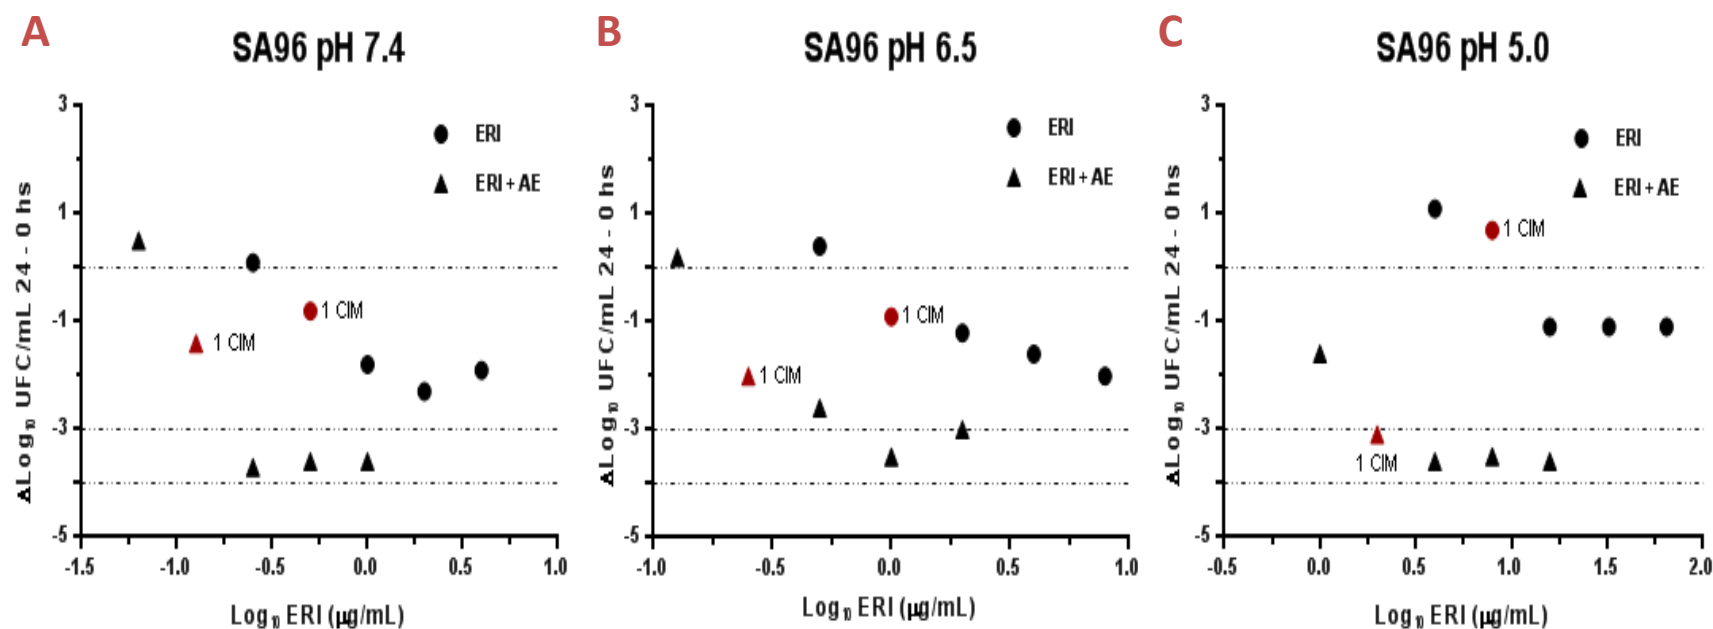 A
SA96 pH 7.4
3
1
-1
-3
-5
ΔLog₁₀ UFC/mL 24 - 0 hs
ERI
ERI + AE
1 CIM
1 CIM
-1.5
-1.0
-0.5
0.0
0.5
1.0
Log₁₀ ERI (μg/mL)
B
SA96 pH 6.5
3
1
-1
-3
-5
ΔLog₁₀ UFC/mL 24 - 0 hs
ERI
ERI + AE
1 CIM
1 CIM
-1.0
-0.5
0.0
0.5
1.0
Log₁₀ ERI (μg/mL)
C
SA96 pH 5.0
3
1
-1
-3
-5
ΔLog₁₀ UFC/mL 24 - 0 hs
ERI
ERI + AE
1 CIM
1 CIM
-0.5
0.0
0.5
1.0
1.5
2.0
Log₁₀ ERI (μg/mL)